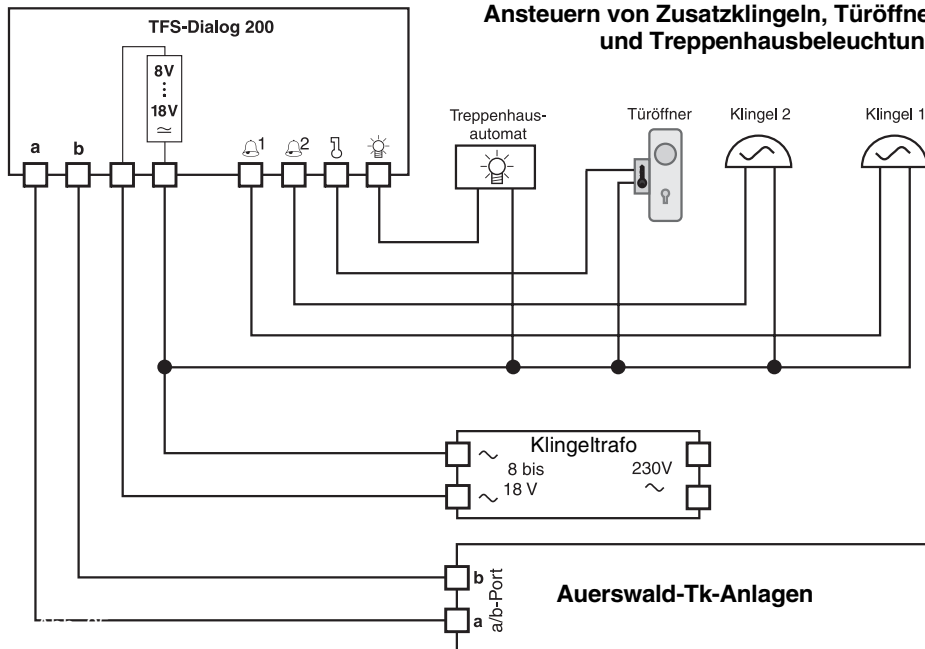 Ansteuern von Zusatzklingeln, Türöffne
und Treppenhausbeleuchtun
TFS-Dialog 200
8V
18V
a b
1 2
Treppenhaus-
automat
Türöffner
Klingel 2
Klingel 1
Klingeltrafo
8 bis
18 V
230V
b
a
a/b-Port
Auerswald-Tk-Anlagen